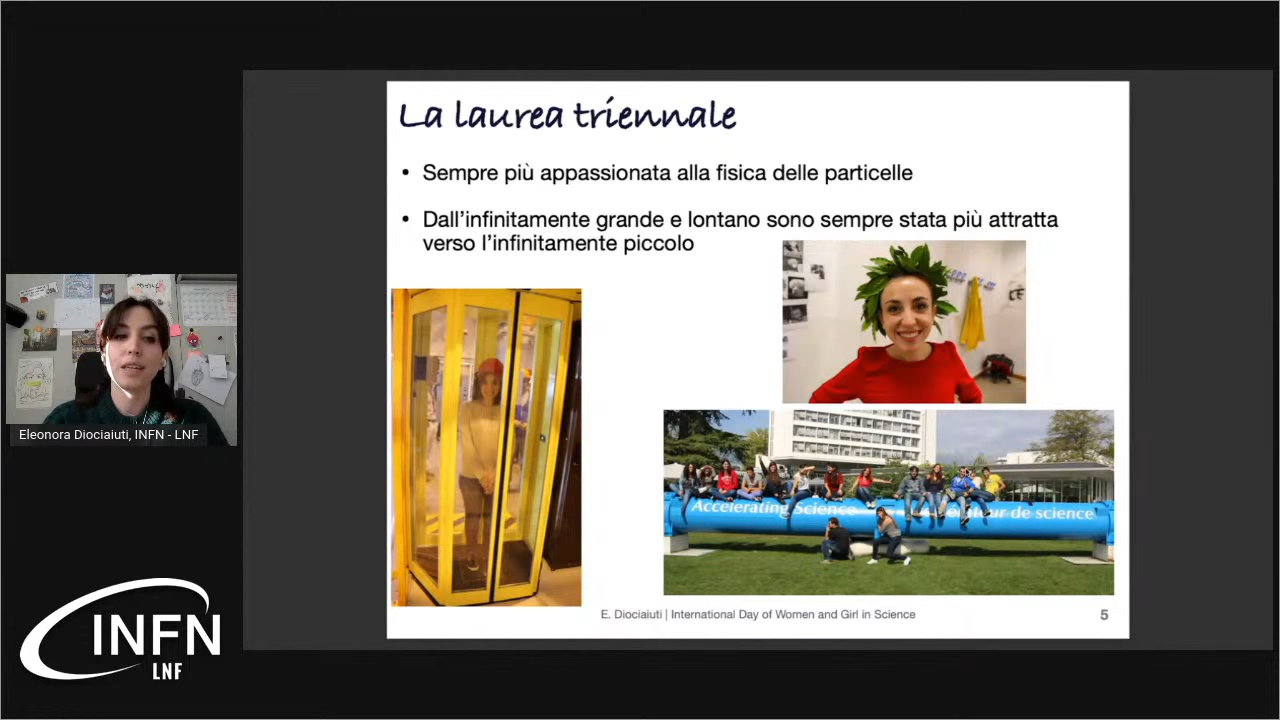 La laurea triennale
• Sempre più appassionata alla fisica delle particelle
• Dall'infinitamente grande e lontano sono sempre stata più attratta
verso l'infinitamente piccolo
Accelerating Science
de science
E. Diociaiuti | International Day of Women and Girl in Science
5
Eleonora Diociaiuti, INFN - LNF
INFN
LNF